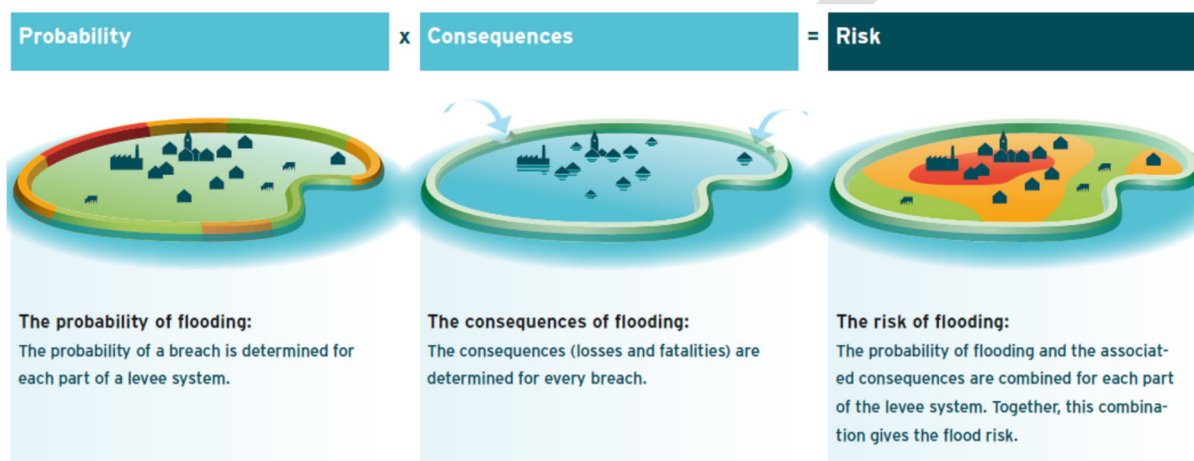 Probability x Consequences = Risk
The probability of flooding:
The probability of a breach is determined for
each part of a levee system.
The consequences of flooding:
The consequences (losses and fatalities) are
determined for every breach.
The risk of flooding:
The probability of flooding and the associat-
ed consequences are combined for each part
of the levee system. Together, this combina-
tion gives the flood risk.